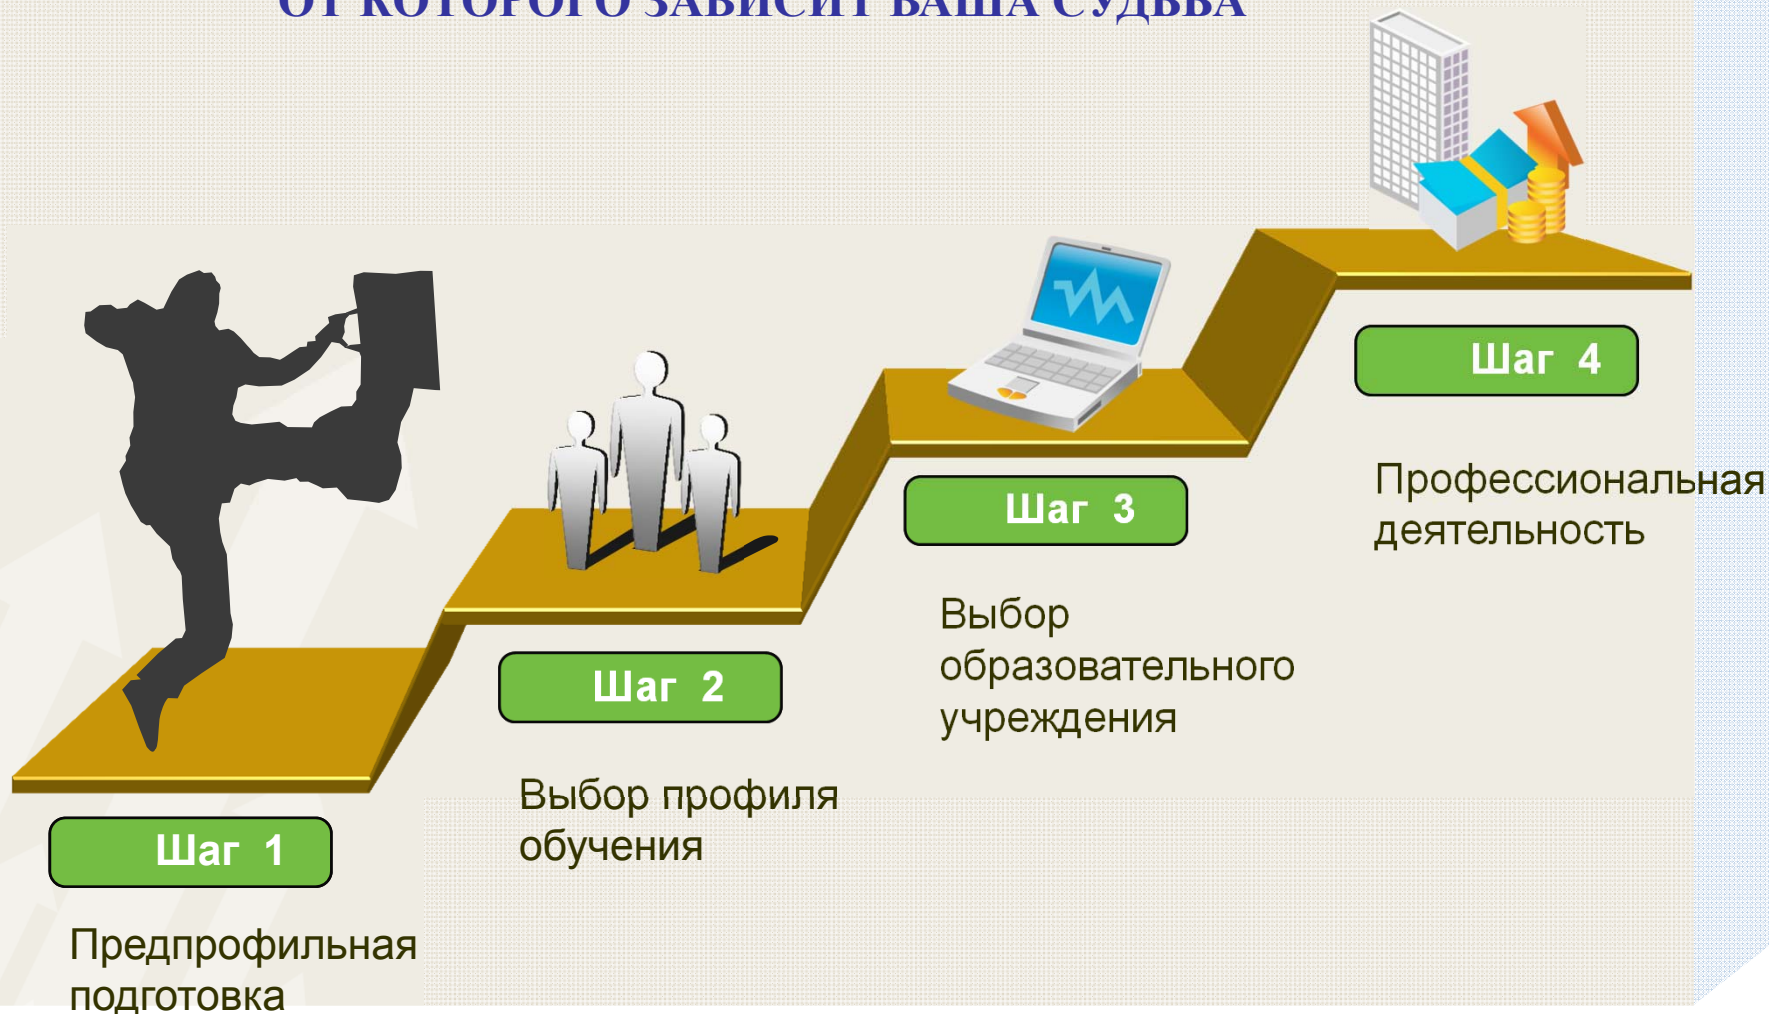 ОТ КОТОРОГО ЗАВИСИТ ВАША СУДЬБА
Шаг 1
Предпрофильная
подготовка
Шаг 2
Выбор профиля
обучения
Шаг 3
Выбор
образовательного
учреждения
Шаг 4
Профессиональная
деятельность